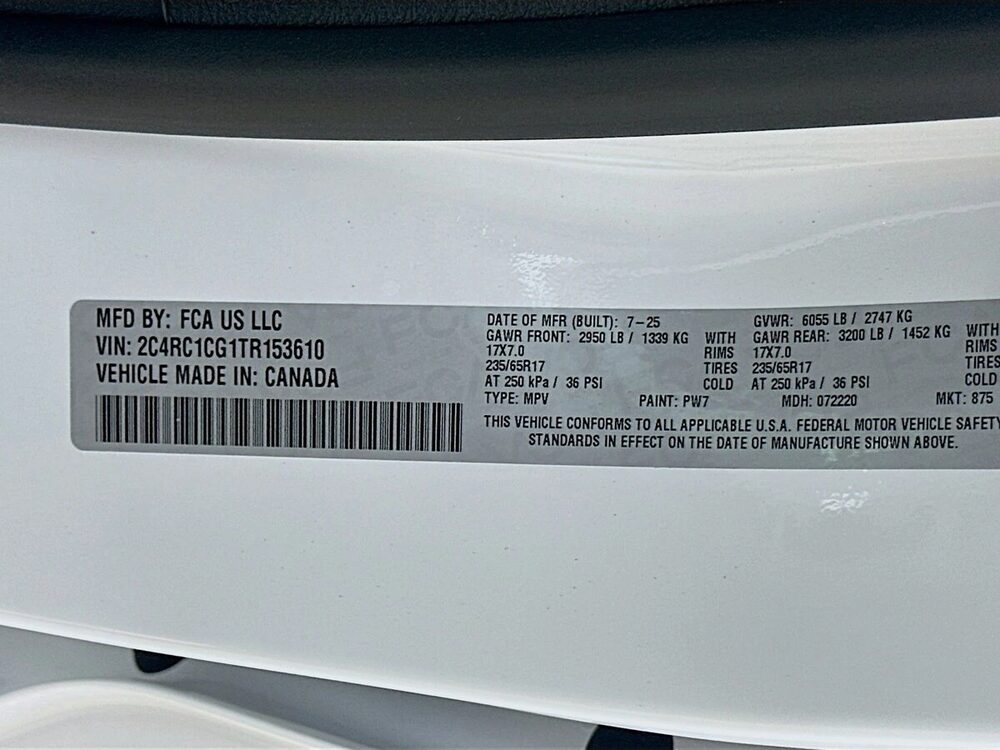 MFD BY: FCA US LLC
VIN: 2C4RC1CG1TR153610
VEHICLE MADE IN: CANADA
DATE OF MFR (BUILT): 7-25
GAWR FRONT: 2950 LB / 1339 KG WITH
17X7.0 RIMS
235/65R17 TIRES
AT 250 kPa / 36 PSI COLD
GVWR: 6055 LB / 2747 KG
GAWR REAR: 3200 LB / 1452 KG WITH
17X7.0 RIMS
235/65R17 TIRES
AT 250 kPa / 36 PSI COLD
TYPE: MPV PAINT: PW7 MDH: 072220 MKT: 875
THIS VEHICLE CONFORMS TO ALL APPLICABLE U.S.A. FEDERAL MOTOR VEHICLE SAFETY
STANDARDS IN EFFECT ON THE DATE OF MANUFACTURE SHOWN ABOVE.